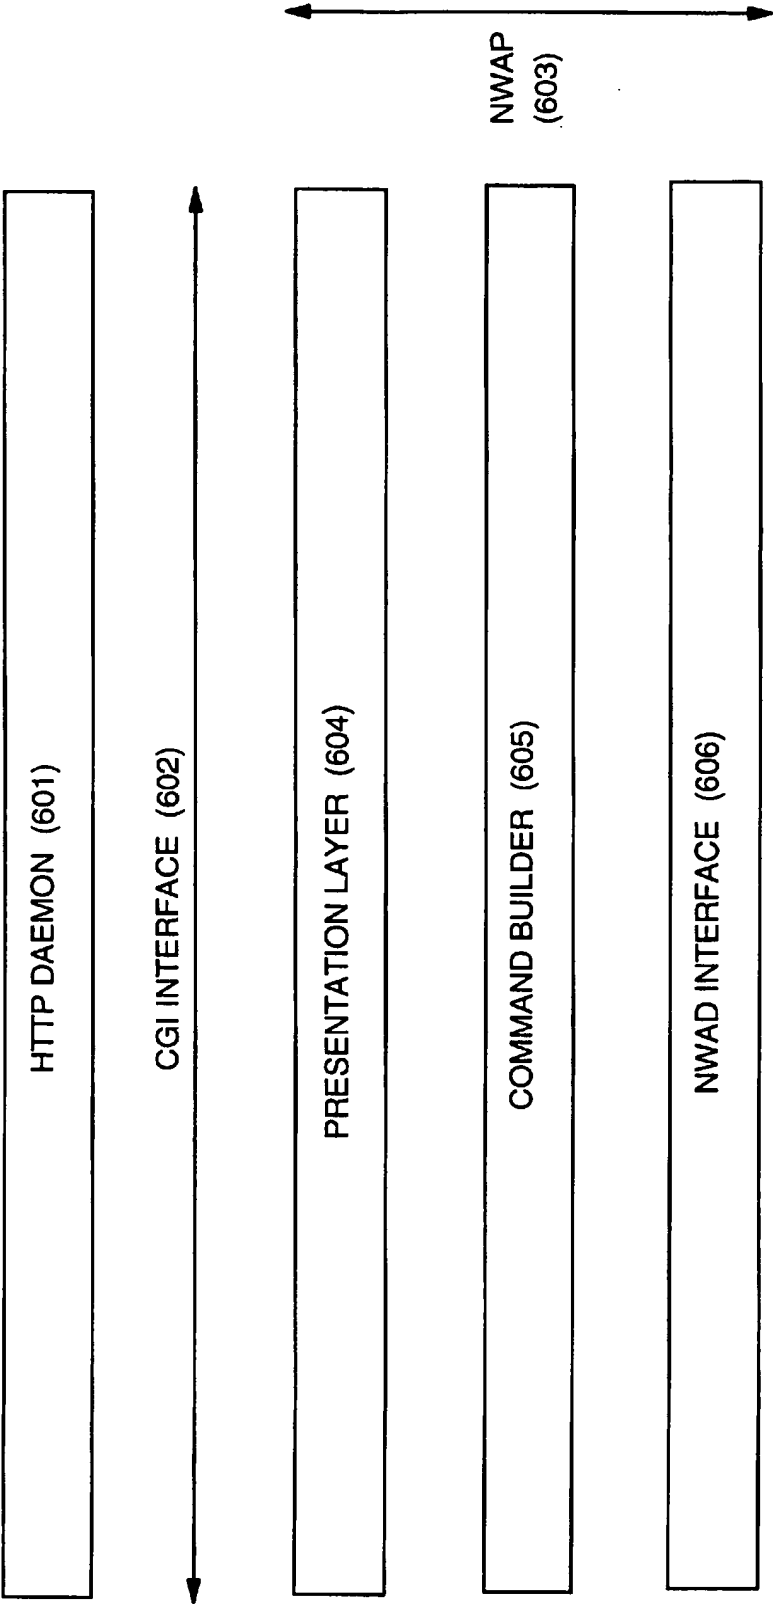 HTTP DAEMON (601)
CGI INTERFACE (602)
PRESENTATION LAYER (604)
NWAP
(603)
COMMAND BUILDER (605)
NWAD INTERFACE (606)